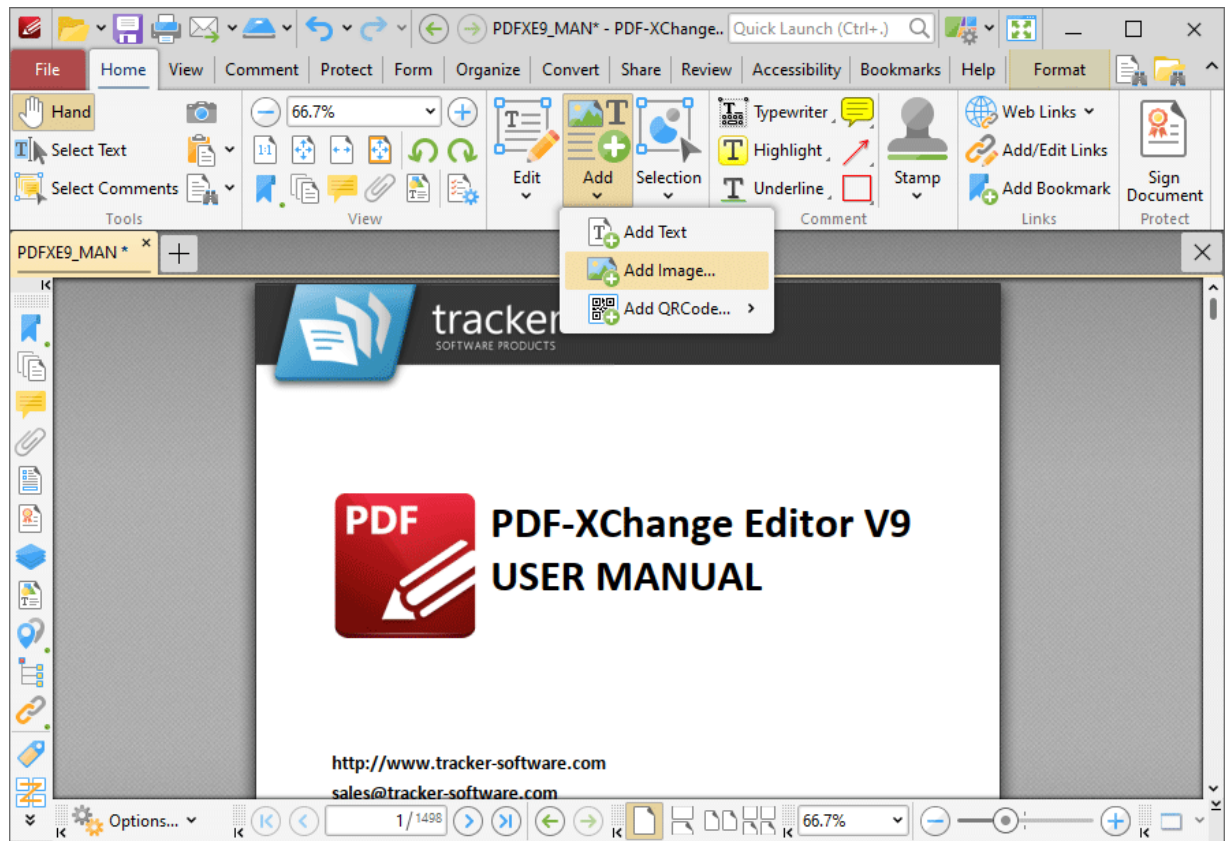 PDFXE9_MAN* - PDF-XChange.. Quick Launch (Ctrl+.)
File Home View Comment Protect Form Organize Convert Share Review Accessibility Bookmarks Help Format
Hand 66.7% Typewriter Web Links
Select Text 1:1 Highlight Add/Edit Links
Select Comments Edit Add Selection Underline Stamp Add Bookmark Sign Document
Tools View Comment Links Protect
PDFXE9_MAN *
Add Text
Add Image...
Add QRCode...
tracker
SOFTWARE PRODUCTS
PDF
PDF-XChange Editor V9
USER MANUAL
http://www.tracker-software.com
sales@tracker-software.com
Options... 1/1498 66.7%